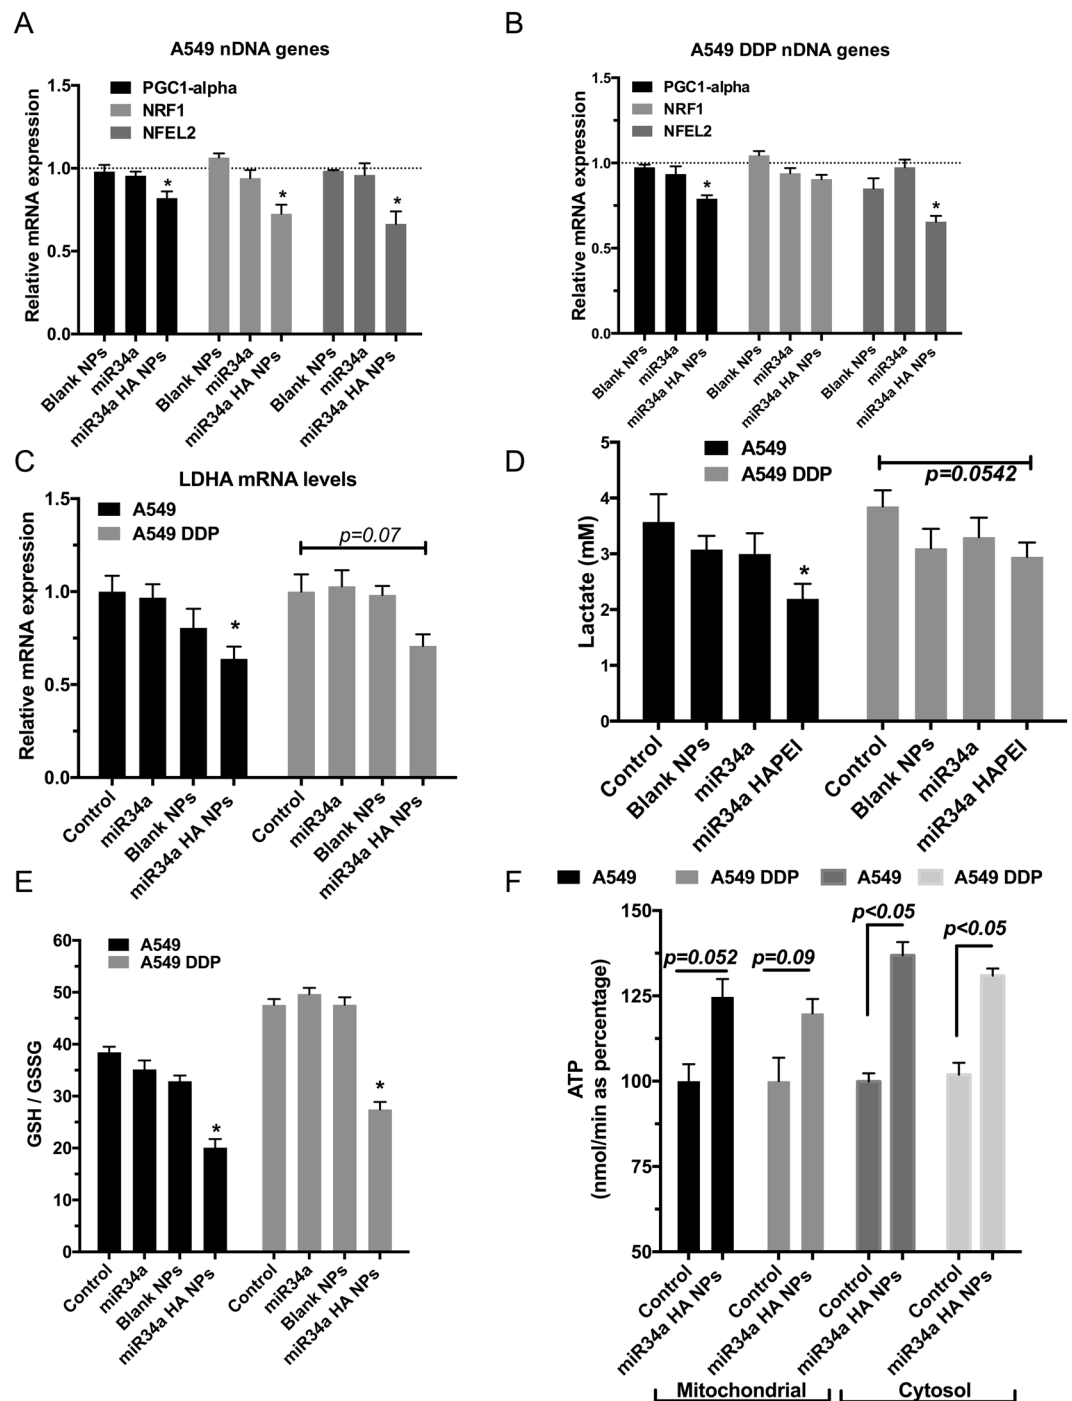 A
A549 nDNA genes
Relative mRNA expression
1.5
1.0
0.5
0.0
PGC1-alpha
NRF1
NFEL2
*
*
*
Blank NPs
miR34a
miR34a HA NPs
Blank NPs
miR34a
miR34a HA NPs
Blank NPs
miR34a
miR34a HA NPs
B
A549 DDP nDNA genes
Relative mRNA expression
1.5
1.0
0.5
0.0
PGC1-alpha
NRF1
NFEL2
*
*
Blank NPs
miR34a
miR34a HA NPs
Blank NPs
miR34a
miR34a HA NPs
Blank NPs
miR34a
miR34a HA NPs
C
LDHA mRNA levels
Relative mRNA expression
1.5
1.0
0.5
0.0
A549
A549 DDP
p=0.07
*
Control
miR34a
Blank NPs
miR34a HA NPs
Control
miR34a
Blank NPs
miR34a HA NPs
D
Lactate (mM)
5
4
3
2
1
0
A549
A549 DDP
p=0.0542
*
Control
Blank NPs
miR34a
miR34a HAPEI
Control
Blank NPs
miR34a
miR34a HAPEI
E
GSH / GSSG
60
50
40
30
20
10
0
A549
A549 DDP
*
*
Control
miR34a
Blank NPs
miR34a HA NPs
Control
miR34a
Blank NPs
miR34a HA NPs
F
A549
A549 DDP
A549
A549 DDP
ATP
(nmol/min as percentage)
150
125
100
75
50
p=0.052
p=0.09
p<0.05
p<0.05
Control
miR34a HA NPs
Control
miR34a HA NPs
Control
miR34a HA NPs
Control
miR34a HA NPs
Mitochondrial
Cytosol